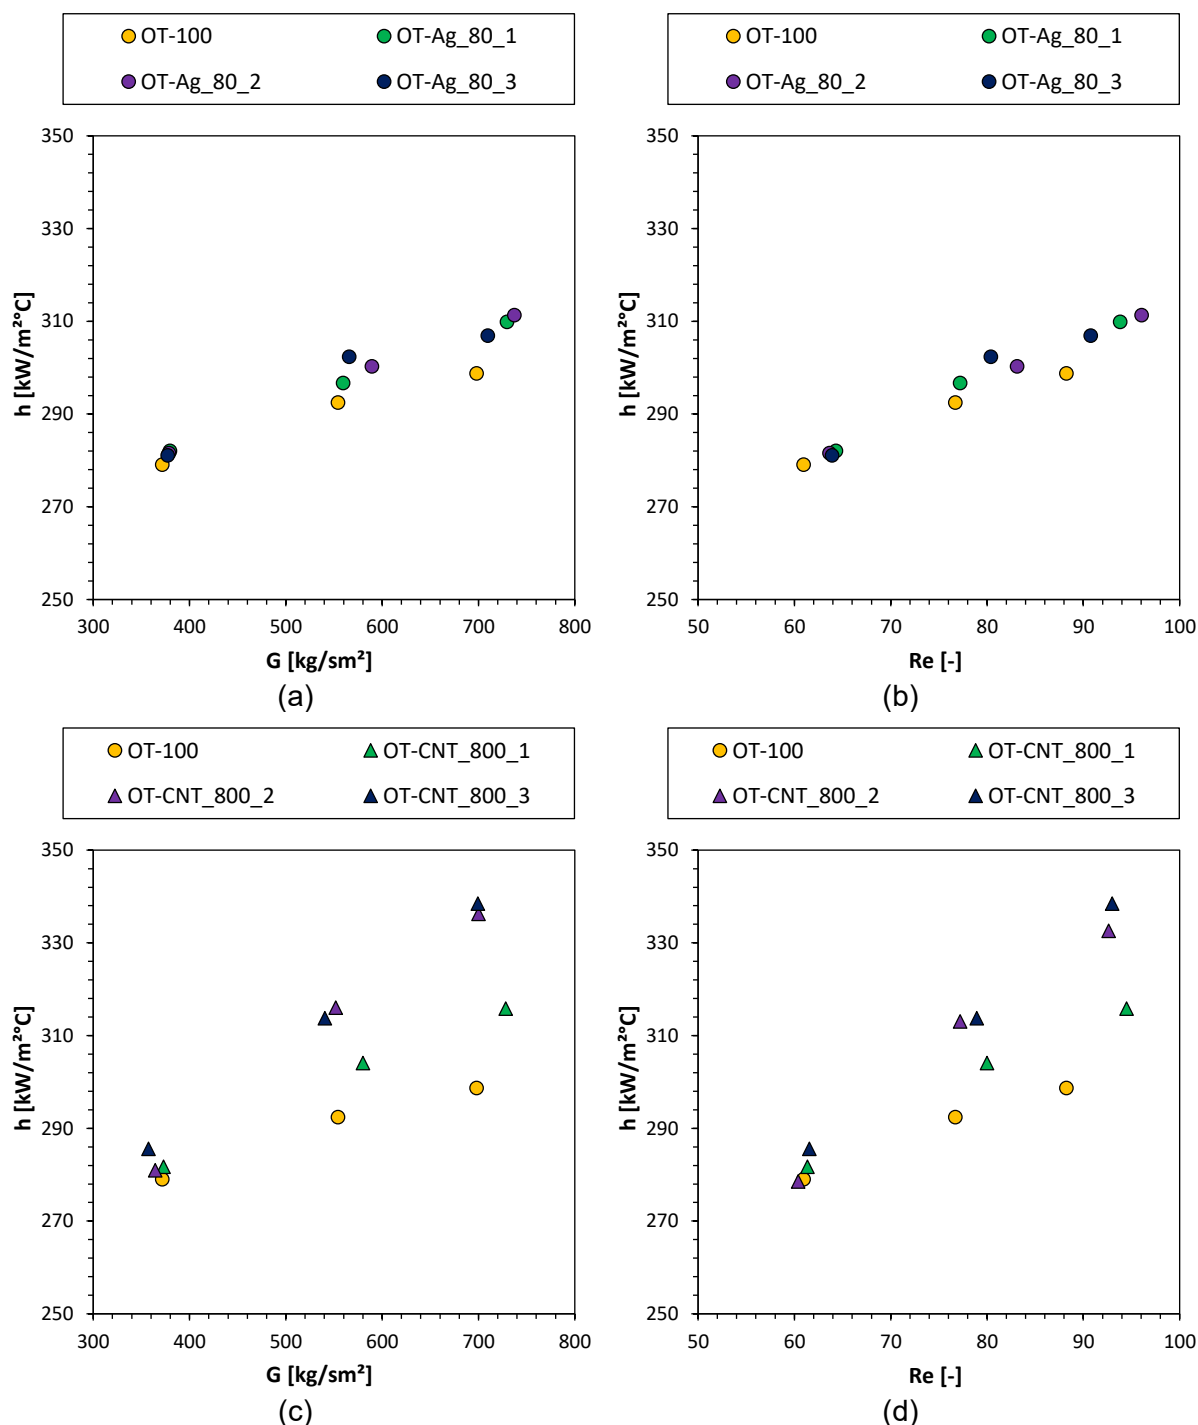 OT-100 OT-Ag_80_1
OT-Ag_80_2 OT-Ag_80_3
OT-100 OT-Ag_80_1
OT-Ag_80_2 OT-Ag_80_3
350
330
310
290
270
250
h [kW/m²°C]
300 400 500 600 700 800
G [kg/sm²]
(a)
350
330
310
290
270
250
h [kW/m²°C]
50 60 70 80 90 100
Re [-]
(b)
OT-100 OT-CNT_800_1
OT-CNT_800_2 OT-CNT_800_3
OT-100 OT-CNT_800_1
OT-CNT_800_2 OT-CNT_800_3
350
330
310
290
270
250
h [kW/m²°C]
300 400 500 600 700 800
G [kg/sm²]
(c)
350
330
310
290
270
250
h [kW/m²°C]
50 60 70 80 90 100
Re [-]
(d)